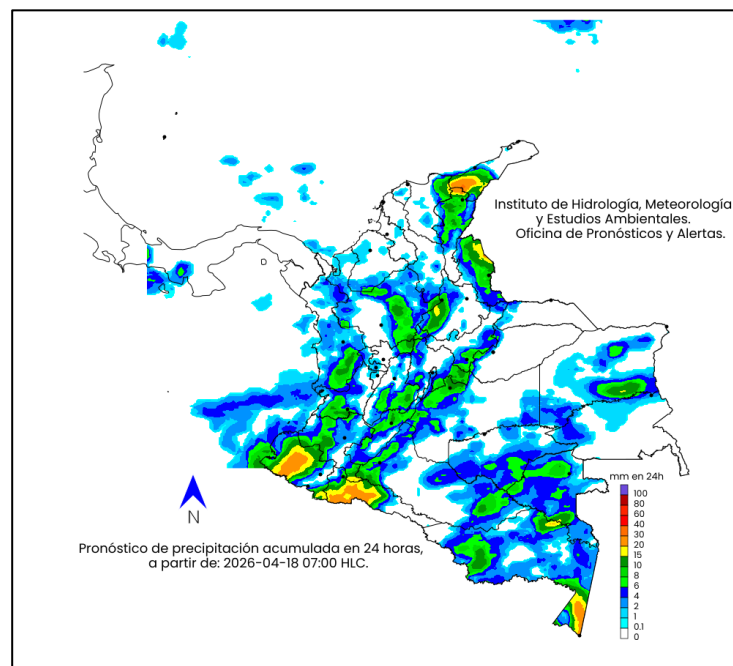 Instituto de Hidrología, Meteorología
y Estudios Ambientales.
Oficina de Pronósticos y Alertas.
mm en 24h
100
80
60
40
30
20
15
10
8
6
4
2
1
0.1
0
N
Pronóstico de precipitación acumulada en 24 horas,
a partir de: 2026-04-18 07:00 HLC.